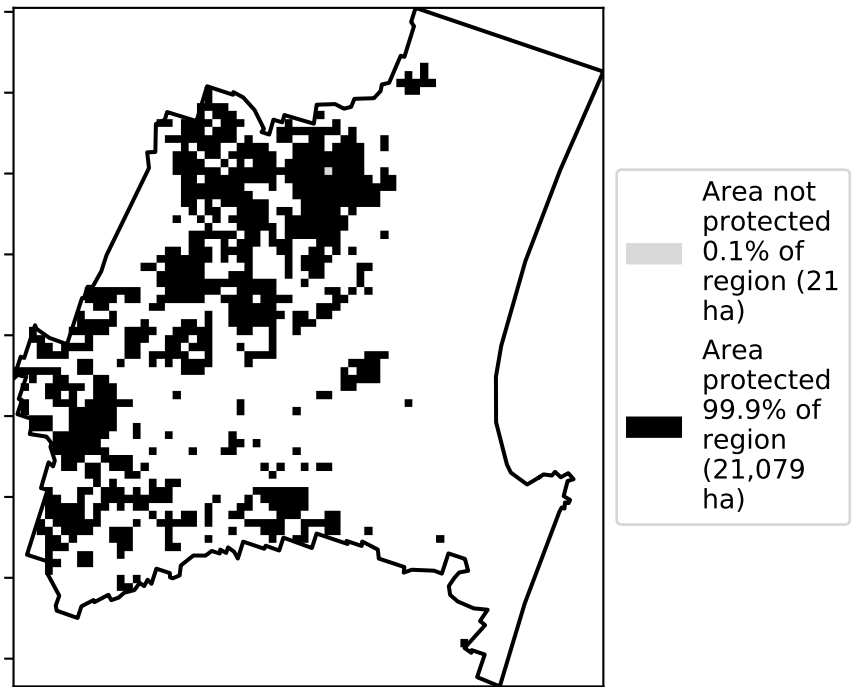 Area not
protected
0.1% of
region (21
ha)
Area
protected
99.9% of
region
(21,079
ha)